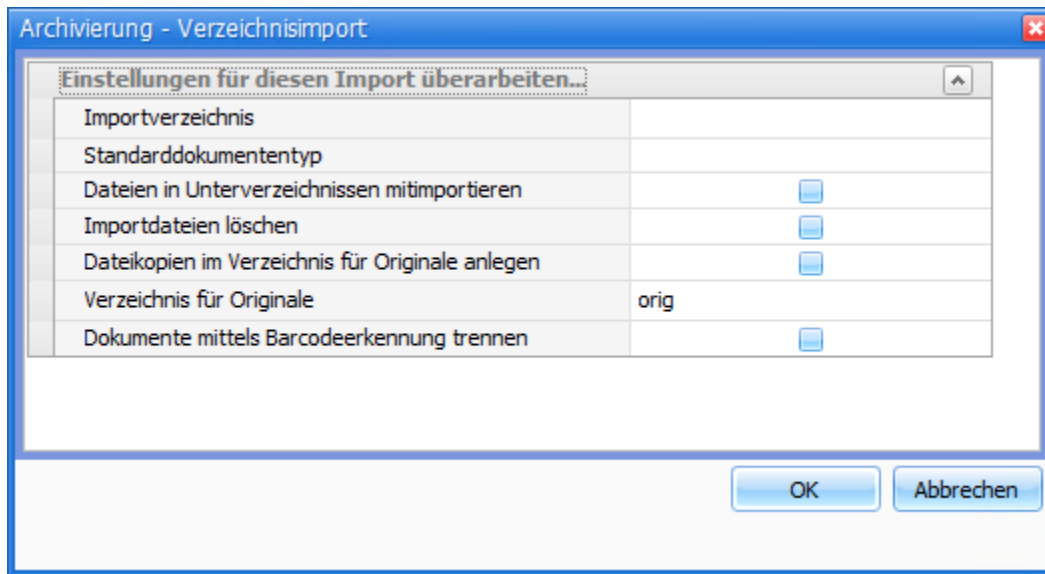 Archivierung - Verzeichnisimport
Einstellungen für diesen Import überarbeiten...
Importverzeichnis
Standarddokumententyp
Dateien in Unterverzeichnissen mitimportieren
Importdateien löschen
Dateikopien im Verzeichnis für Originale anlegen
Verzeichnis für Originale orig
Dokumente mittels Barcodeerkennung trennen
OK Abbrechen